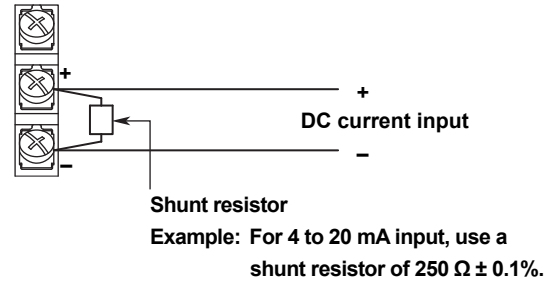 +
+
DC current input
−
−
Shunt resistor
Example: For 4 to 20 mA input, use a
shunt resistor of 250 Ω ± 0.1%.